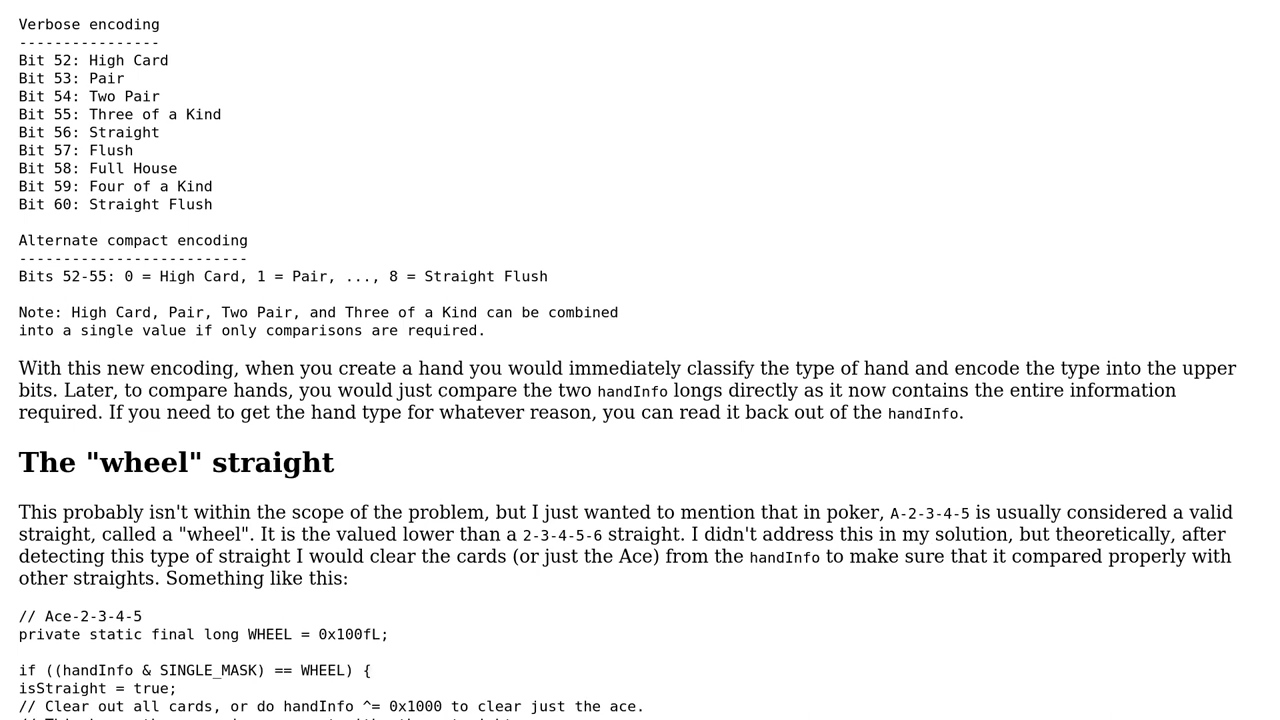 Verbose encoding
----------------
Bit 52: High Card
Bit 53: Pair
Bit 54: Two Pair
Bit 55: Three of a Kind
Bit 56: Straight
Bit 57: Flush
Bit 58: Full House
Bit 59: Four of a Kind
Bit 60: Straight Flush
Alternate compact encoding
--------------------------
Bits 52-55: 0 = High Card, 1 = Pair, ..., 8 = Straight Flush
Note: High Card, Pair, Two Pair, and Three of a Kind can be combined
into a single value if only comparisons are required.
With this new encoding, when you create a hand you would immediately classify the type of hand and encode the type into the upper
bits. Later, to compare hands, you would just compare the two handInfo longs directly as it now contains the entire information
required. If you need to get the hand type for whatever reason, you can read it back out of the handInfo.
The "wheel" straight
This probably isn't within the scope of the problem, but I just wanted to mention that in poker, A-2-3-4-5 is usually considered a valid
straight, called a "wheel". It is the valued lower than a 2-3-4-5-6 straight. I didn't address this in my solution, but theoretically, after
detecting this type of straight I would clear the cards (or just the Ace) from the handInfo to make sure that it compared properly with
other straights. Something like this:
// Ace-2-3-4-5
private static final long WHEEL = 0x100fL;
if ((handInfo & SINGLE_MASK) == WHEEL) {
isStraight = true;
// Clear out all cards, or do handInfo ^= 0x1000 to clear just the ace.